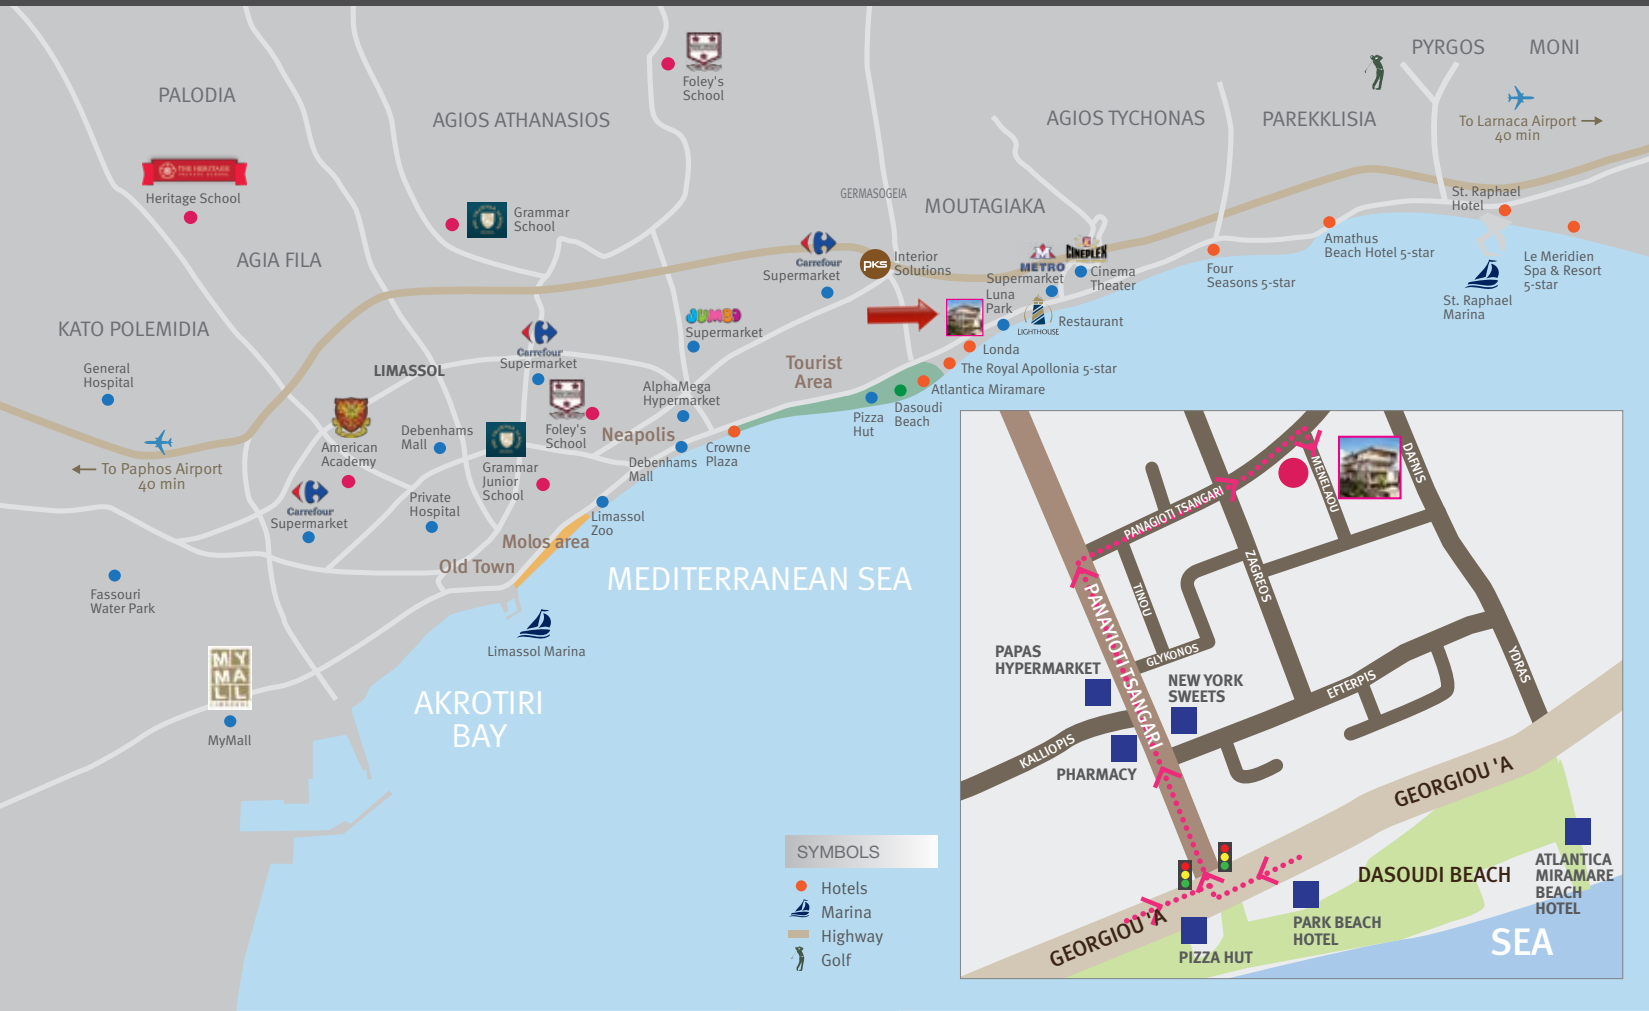 PYRGOS
MONI
Foley's
School
PALODIA
AGIOS ATHANASIOS
AGIOS TYCHONAS
PAREKKLISIA
To Larnaca Airport
40 min
THE HERITAGE
Heritage School
GERMASOGEIA
MOUTAGIAKA
St. Raphael
Hotel
Grammar
School
AGIA FILA
Carrefour
Supermarket
pks
Interior
Solutions
METRO
Supermarket
CINEPLEX
Cinema
Theater
Four
Seasons 5-star
Amathus
Beach Hotel 5-star
Le Meridien
Spa & Resort
5-star
St. Raphael
Marina
Luna
Park
LIGHTHOUSE
Restaurant
KATO POLEMIDIA
JUMBO
Supermarket
Carrefour
Supermarket
General
Hospital
LIMASSOL
Tourist
Area
Londa
The Royal Apollonia 5-star
Atlantica Miramare
AlphaMega
Hypermarket
Pizza
Hut
Dasoudi
Beach
American
Academy
Debenhams
Mall
Foley's
School
Neapolis
Debenhams
Mall
Crowne
Plaza
To Paphos Airport
40 min
Grammar
Junior
School
Carrefour
Supermarket
Private
Hospital
Limassol
Zoo
Molos area
Old Town
MEDITERRANEAN SEA
Fassouri
Water Park
Limassol Marina
MY
MA
LL
MyMall
AKROTIRI
BAY
SYMBOLS
Hotels
Marina
Highway
Golf
DAFNIS
MENELAOU
PANAGIOTI TSANGARI
ZAGREOS
TINOU
PANAYIOTI TSANGARI
GLYKONOS
PAPAS
HYPERMARKET
NEW YORK
SWEETS
YDRAS
EFTERPIS
KALLIOPIS
PHARMACY
GEORGIOU 'A
DASOUDI BEACH
ATLANTICA
MIRAMARE
BEACH
HOTEL
GEORGIOU 'A
PARK BEACH
HOTEL
PIZZA HUT
SEA